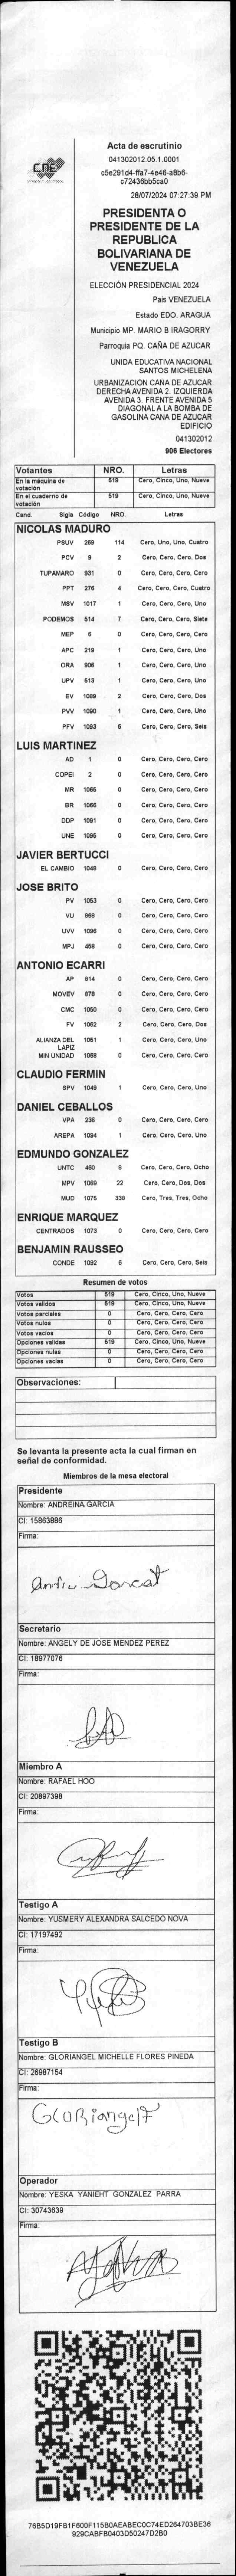 Acta de escrutinio
041302012.05.1.0001
c5e291d4-ffa7-4e46-a8b6-
c72436bb5ca0
28/07/2024 07:27:39 PM
CNE
PRESIDENTA O
PRESIDENTE DE LA
REPUBLICA
BOLIVARIANA DE
VENEZUELA
ELECCIÓN PRESIDENCIAL 2024
País VENEZUELA
Estado EDO. ARAGUA
Municipio MP. MARIO B IRAGORRY
Parroquia PQ. CAÑA DE AZUCAR
UNIDA EDUCATIVA NACIONAL
SANTOS MICHELENA
URBANIZACION CAÑA DE AZUCAR
DERECHA AVENIDA 2. IZQUIERDA
AVENIDA 3. FRENTE AVENIDA 5
DIAGONAL A LA BOMBA DE
GASOLINA CANA DE AZUCAR
EDIFICIO
041302012
906 Electores
Votantes NRO. Letras
En la máquina de votación 519 Cero, Cinco, Uno, Nueve
En el cuaderno de votación 519 Cero, Cinco, Uno, Nueve
Cand. Sigla Código NRO. Letras
NICOLAS MADURO
PSUV 269 114 Cero, Uno, Uno, Cuatro
PCV 9 2 Cero, Cero, Cero, Dos
TUPAMARO 931 0 Cero, Cero, Cero, Cero
PPT 276 4 Cero, Cero, Cero, Cuatro
MSV 1017 1 Cero, Cero, Cero, Uno
PODEMOS 514 7 Cero, Cero, Cero, Siete
MEP 6 0 Cero, Cero, Cero, Cero
APC 219 1 Cero, Cero, Cero, Uno
ORA 906 1 Cero, Cero, Cero, Uno
UPV 513 1 Cero, Cero, Cero, Uno
EV 1089 2 Cero, Cero, Cero, Dos
PVV 1090 1 Cero, Cero, Cero, Uno
PFV 1093 6 Cero, Cero, Cero, Seis
LUIS MARTINEZ
AD 1 0 Cero, Cero, Cero, Cero
COPEI 2 0 Cero, Cero, Cero, Cero
MR 1065 0 Cero, Cero, Cero, Cero
BR 1066 0 Cero, Cero, Cero, Cero
DDP 1091 0 Cero, Cero, Cero, Cero
UNE 1095 0 Cero, Cero, Cero, Cero
JAVIER BERTUCCI
EL CAMBIO 1048 0 Cero, Cero, Cero, Cero
JOSE BRITO
PV 1053 0 Cero, Cero, Cero, Cero
VU 868 0 Cero, Cero, Cero, Cero
UVV 1096 0 Cero, Cero, Cero, Cero
MPJ 458 0 Cero, Cero, Cero, Cero
ANTONIO ECARRI
AP 814 0 Cero, Cero, Cero, Cero
MOVEV 878 0 Cero, Cero, Cero, Cero
CMC 1050 0 Cero, Cero, Cero, Cero
FV 1062 2 Cero, Cero, Cero, Dos
ALIANZA DEL LAPIZ 1051 1 Cero, Cero, Cero, Uno
MIN UNIDAD 1068 0 Cero, Cero, Cero, Cero
CLAUDIO FERMIN
SPV 1049 1 Cero, Cero, Cero, Uno
DANIEL CEBALLOS
VPA 236 0 Cero, Cero, Cero, Cero
AREPA 1094 1 Cero, Cero, Cero, Uno
EDMUNDO GONZALEZ
UNTC 460 8 Cero, Cero, Cero, Ocho
MPV 1069 22 Cero, Cero, Dos, Dos
MUD 1076 338 Cero, Tres, Tres, Ocho
ENRIQUE MARQUEZ
CENTRADOS 1073 0 Cero, Cero, Cero, Cero
BENJAMIN RAUSSEO
CONDE 1092 6 Cero, Cero, Cero, Seis
Resumen de votos
Votos 519 Cero, Cinco, Uno, Nueve
Votos validos 519 Cero, Cinco, Uno, Nueve
Votos parciales 0 Cero, Cero, Cero, Cero
Votos nulos 0 Cero, Cero, Cero, Cero
Votos vacios 0 Cero, Cero, Cero, Cero
Opciones validas 519 Cero, Cinco, Uno, Nueve
Opciones nulas 0 Cero, Cero, Cero, Cero
Opciones vacias 0 Cero, Cero, Cero, Cero
Observaciones:
Se levanta la presente acta la cual firman en
señal de conformidad.
Miembros de la mesa electoral
Presidente
Nombre: ANDREINA GARCIA
CI: 15863886
Firma:
Secretario
Nombre: ANGELY DE JOSE MENDEZ PEREZ
CI: 18977076
Firma:
Miembro A
Nombre: RAFAEL HOO
CI: 20897398
Firma:
Testigo A
Nombre: YUSMERY ALEXANDRA SALCEDO NOVA
CI: 17197492
Firma:
Testigo B
Nombre: GLORIANGEL MICHELLE FLORES PINEDA
CI: 26987154
Firma:
GLORiangelF
Operador
Nombre: YESKA YANIEHT GONZALEZ PARRA
CI: 30743639
Firma:
76B5D19FB1F600F115B0AEABEC0C74ED264703BE36
929CABFB0403D50247D2B0